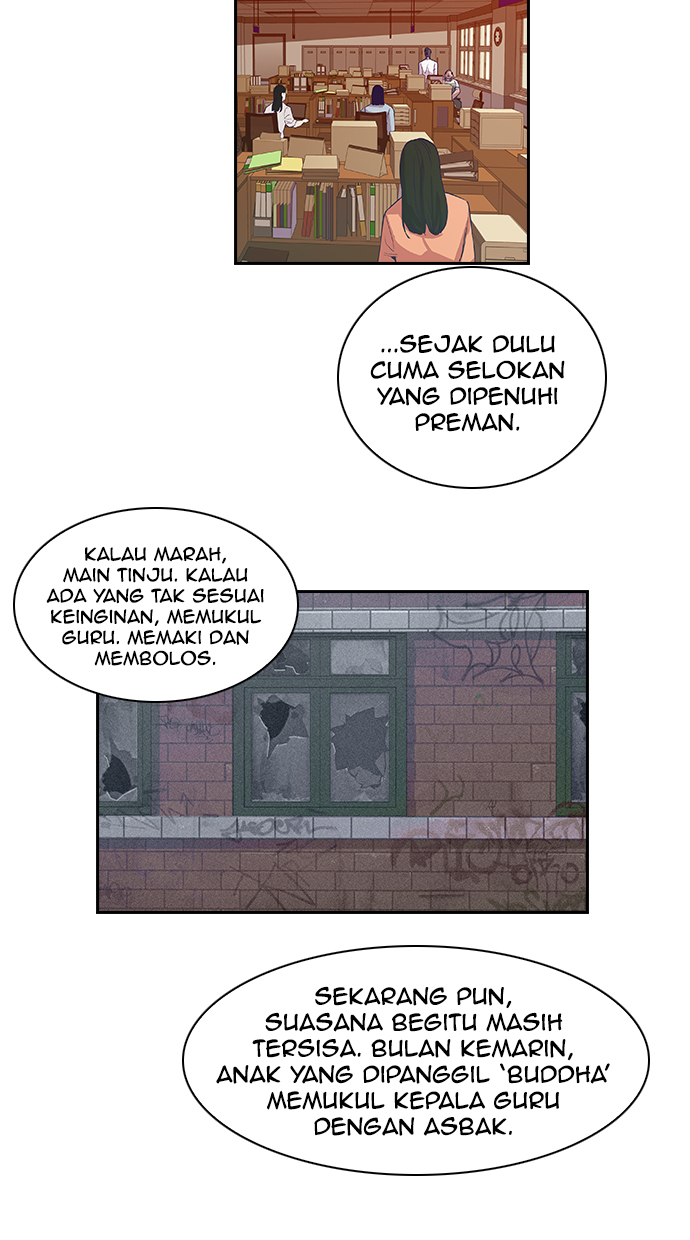 ...SEJAK DULU
CUMA SELOKAN
YANG DIPENUHI
PREMAN.
KALAU MARAH,
MAIN TINJU. KALAU
ADA YANG TAK SESUAI
KEINGINAN, MEMUKUL
GURU. MEMAKI DAN
MEMBOLOS.
SEKARANG PUN,
SUASANA BEGITU MASIH
TERSISA. BULAN KEMARIN,
ANAK YANG DIPANGGIL ‘BUDDHA’
MEMUKUL KEPALA GURU
DENGAN ASBAK.